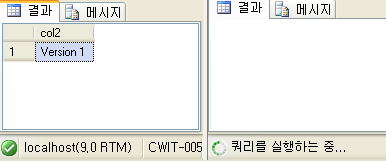 결과 메시지
col2
1 Version 1
localhost(9,0 RTM) CWIT-005
결과 메시지
쿼리를 실행하는 중...